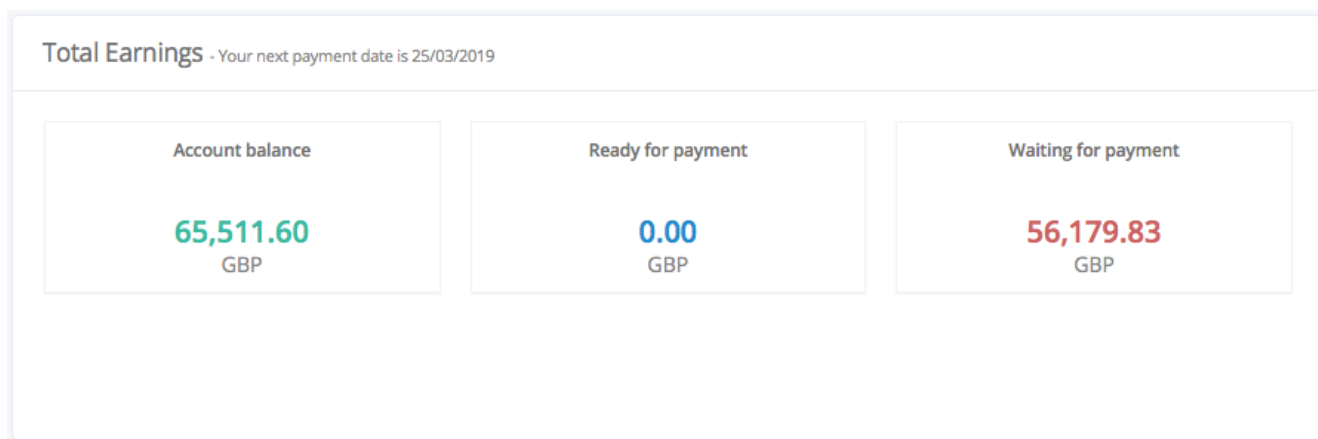 Total Earnings - Your next payment date is 25/03/2019
Account balance
65,511.60
GBP
Ready for payment
0.00
GBP
Waiting for payment
56,179.83
GBP